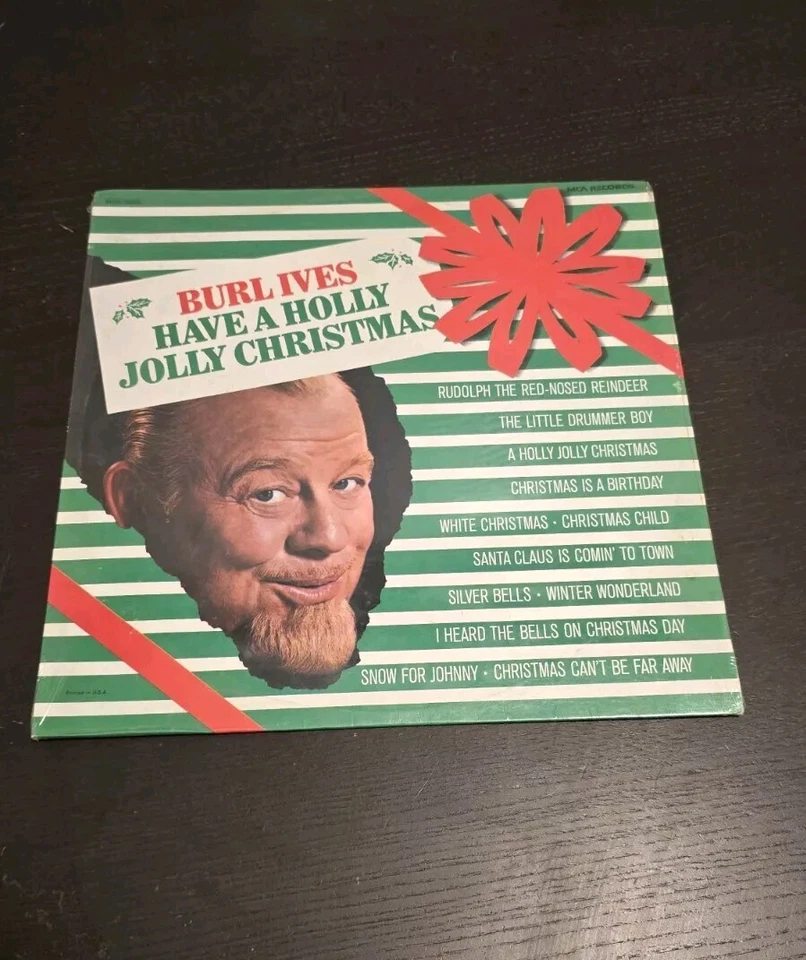 MCA RECORDS
BURL IVES
HAVE A HOLLY
JOLLY CHRISTMAS
RUDOLPH THE RED-NOSED REINDEER
THE LITTLE DRUMMER BOY
A HOLLY JOLLY CHRISTMAS
CHRISTMAS IS A BIRTHDAY
WHITE CHRISTMAS • CHRISTMAS CHILD
SANTA CLAUS IS COMIN' TO TOWN
SILVER BELLS • WINTER WONDERLAND
I HEARD THE BELLS ON CHRISTMAS DAY
SNOW FOR JOHNNY • CHRISTMAS CAN'T BE FAR AWAY
Printed in U.S.A.